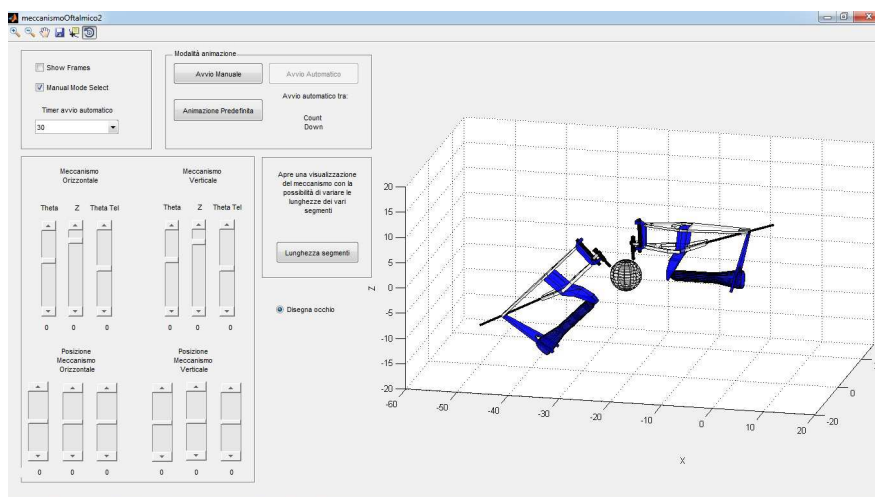 meccanismoOftalmico2
Show Frames
Manual Mode Select
Timer avvio automatico
30
Modalità animazione
Avvio Manuale
Avvio Automatico
Animazione Predefinita
Avvio automatico tra:
Count
Down
Meccanismo
Orizzontale
Meccanismo
Verticale
Theta Z Theta Tel
Theta Z Theta Tel
0 0 0 0 0 0
Posizione
Meccanismo
Orizzontale
Posizione
Meccanismo
Verticale
0 0 0 0 0 0
Apre una visualizzazione
del meccanismo con la
possibilità di variare le
lunghezze dei vari
segmenti
Lunghezza segmenti
Disegna occhio
20
15
10
5
0
-5
-10
-15
-20
Z
-60 -50 -40 -30 -20 -10 0 10 20
X
-20
0